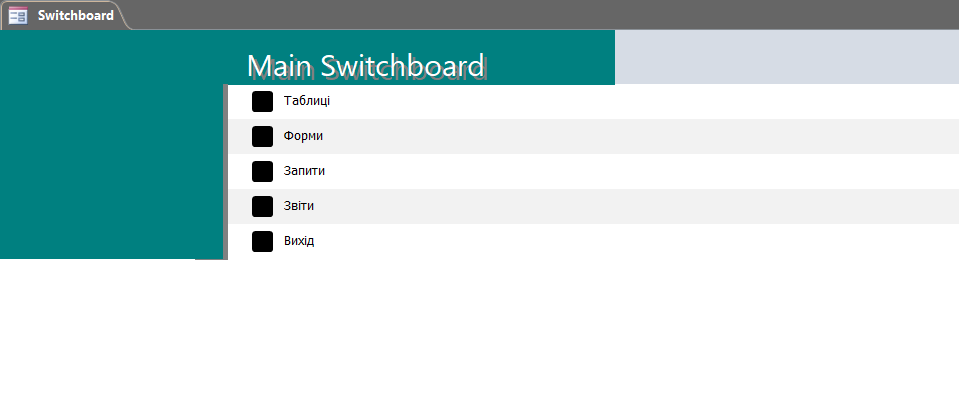 Switchboard
Main Switchboard
Таблиці
Форми
Запити
Звіти
Вихід